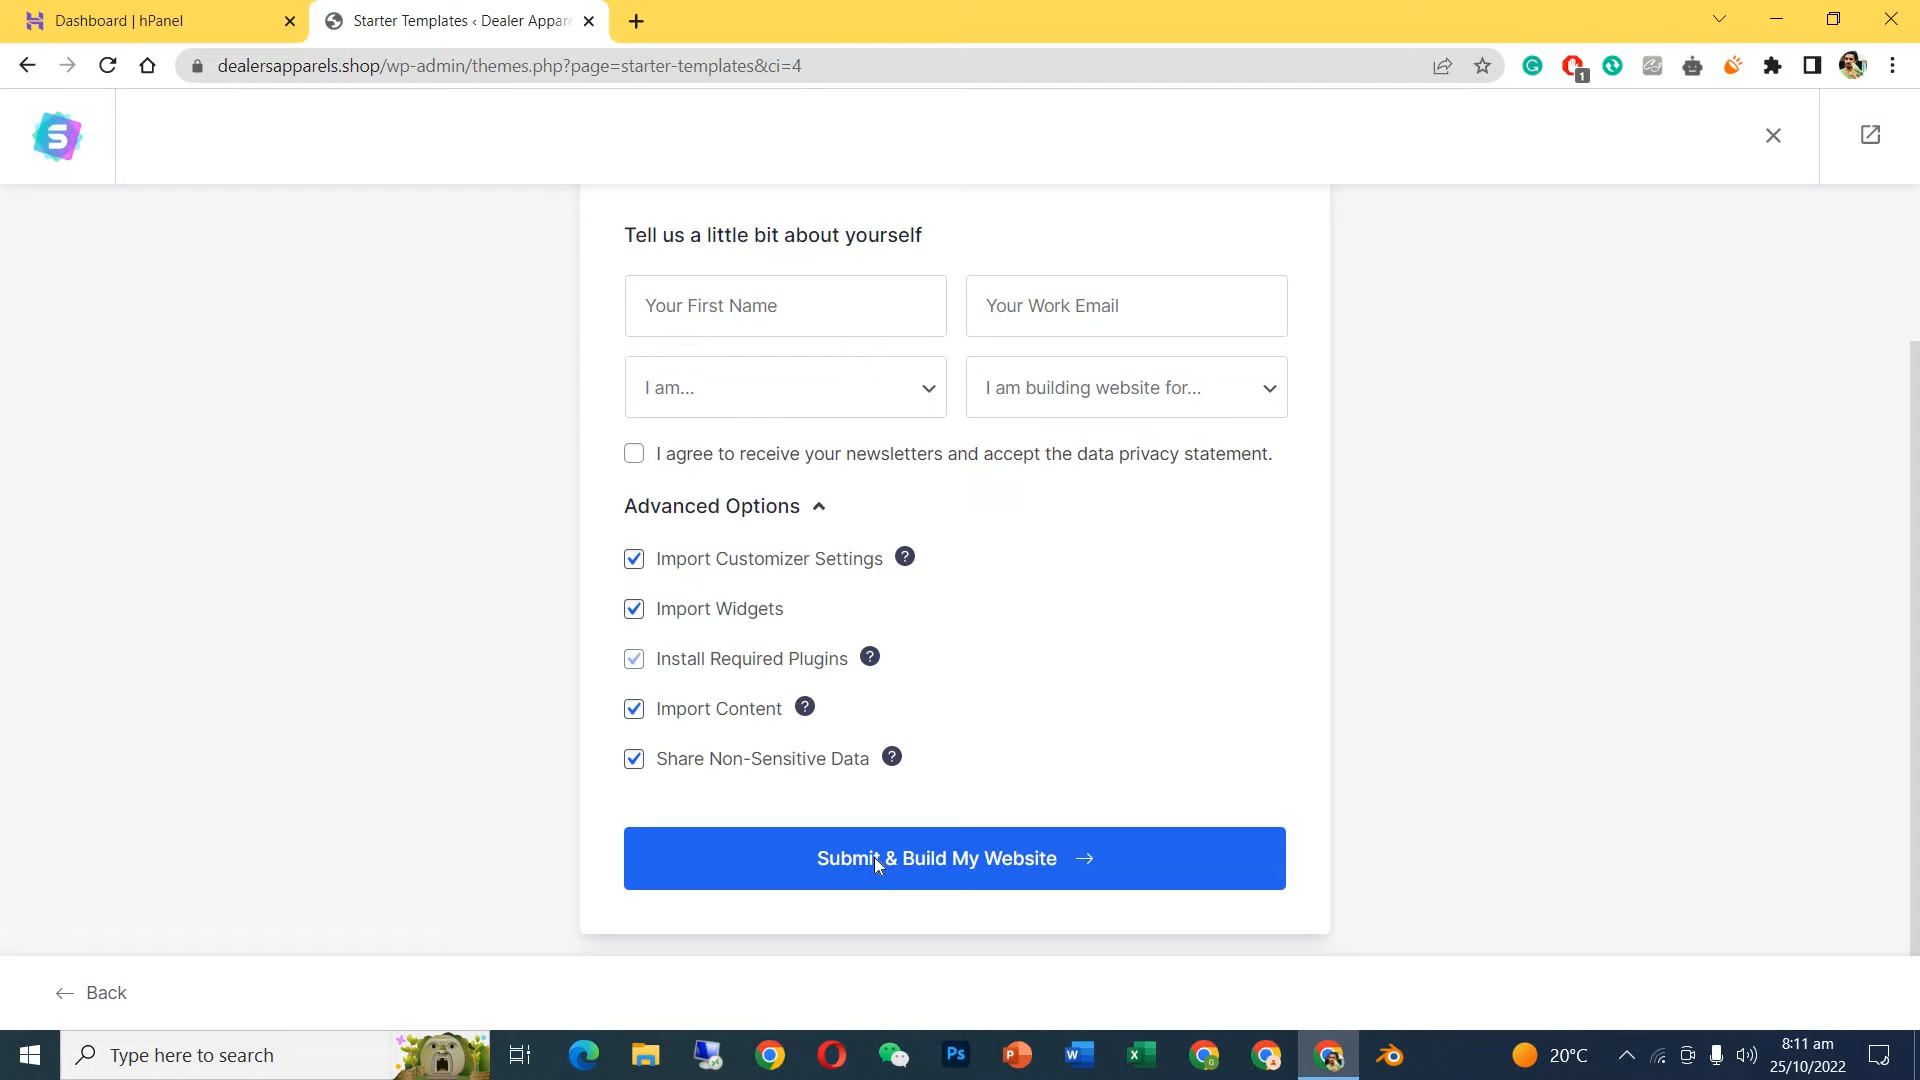 Dashboard | hPanel
Starter Templates ‹ Dealer Appare
dealersapparels.shop/wp-admin/themes.php?page=starter-templates&ci=4
1
S
Tell us a little bit about yourself
Your First Name
Your Work Email
I am...
I am building website for...
I agree to receive your newsletters and accept the data privacy statement.
Advanced Options
Import Customizer Settings ?
Import Widgets
Install Required Plugins ?
Import Content ?
Share Non-Sensitive Data ?
Submit & Build My Website →
← Back
Type here to search
Ps
P
W
X
20°C
8:11 am
25/10/2022